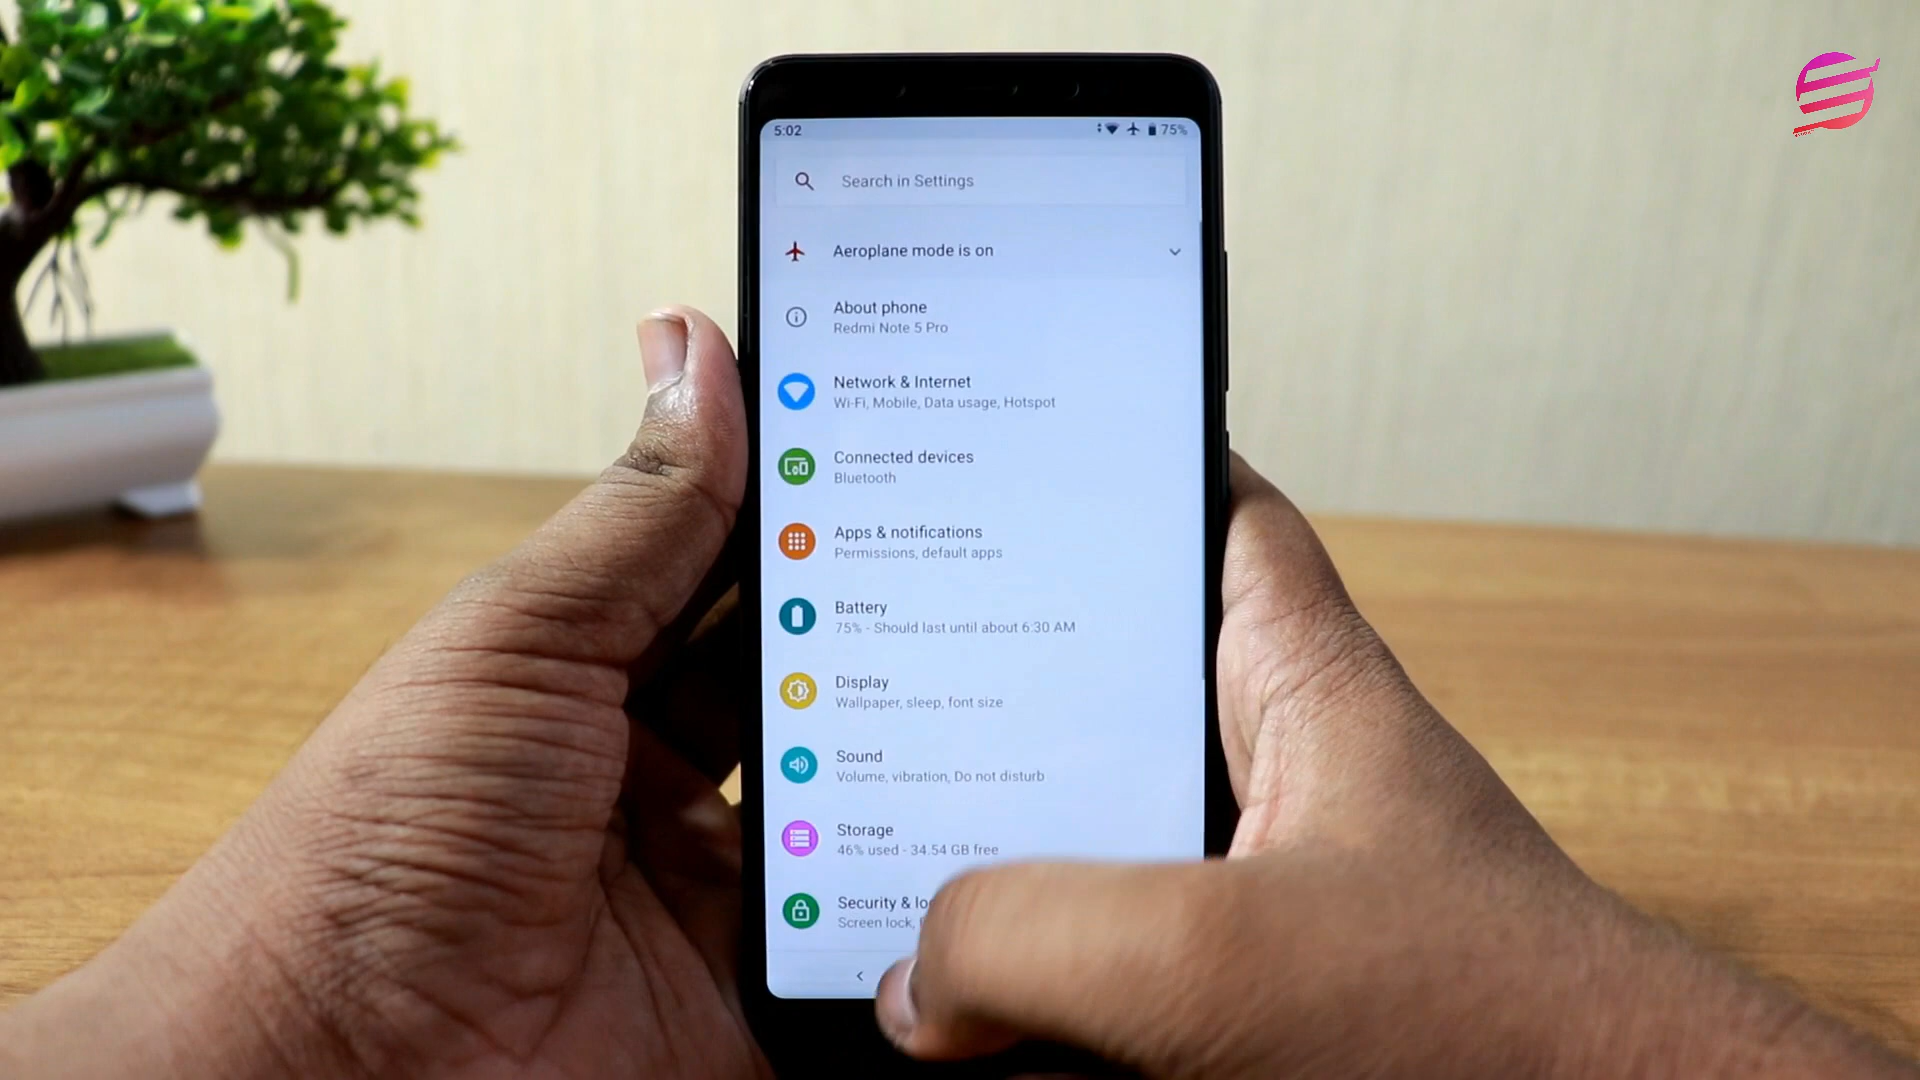 5:02
75%
Search in Settings
Aeroplane mode is on
About phone
Redmi Note 5 Pro
Network & Internet
Wi-Fi, Mobile, Data usage, Hotspot
Connected devices
Bluetooth
Apps & notifications
Permissions, default apps
Battery
75% - Should last until about 6:30 AM
Display
Wallpaper, sleep, font size
Sound
Volume, vibration, Do not disturb
Storage
46% used - 34.54 GB free
Security &
Screen lock,